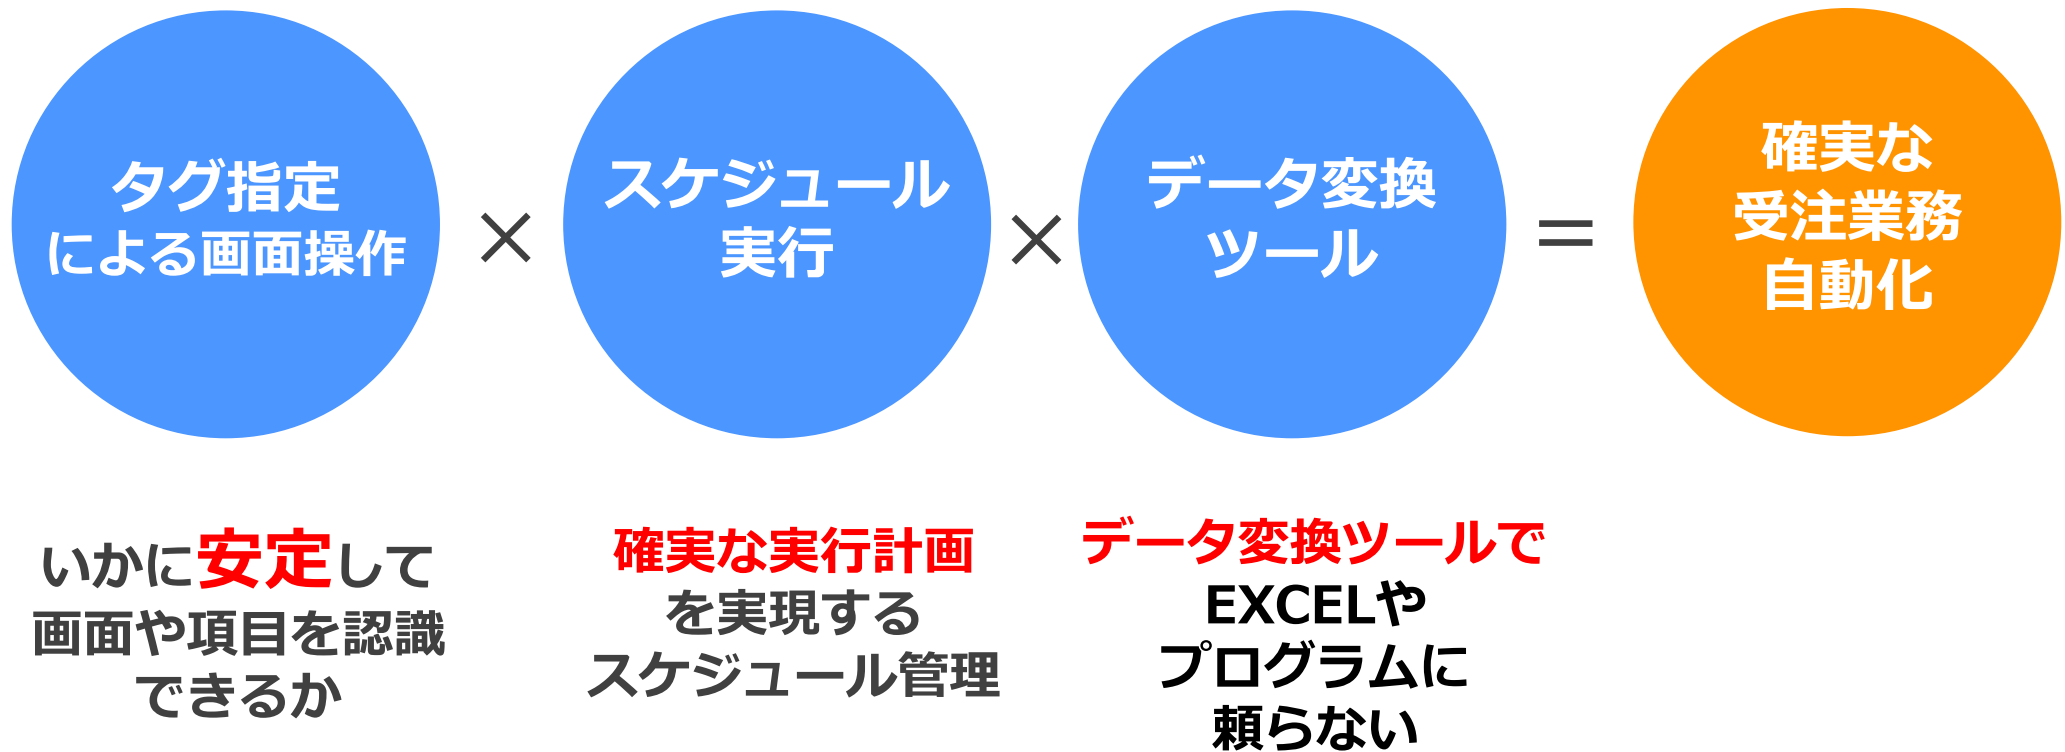 タグ指定
による画面操作
×
スケジュール
実行
×
データ変換
ツール
＝
確実な
受注業務
自動化
いかに安定して
画面や項目を認識
できるか
確実な実行計画
を実現する
スケジュール管理
データ変換ツールで
EXCELや
プログラムに
頼らない